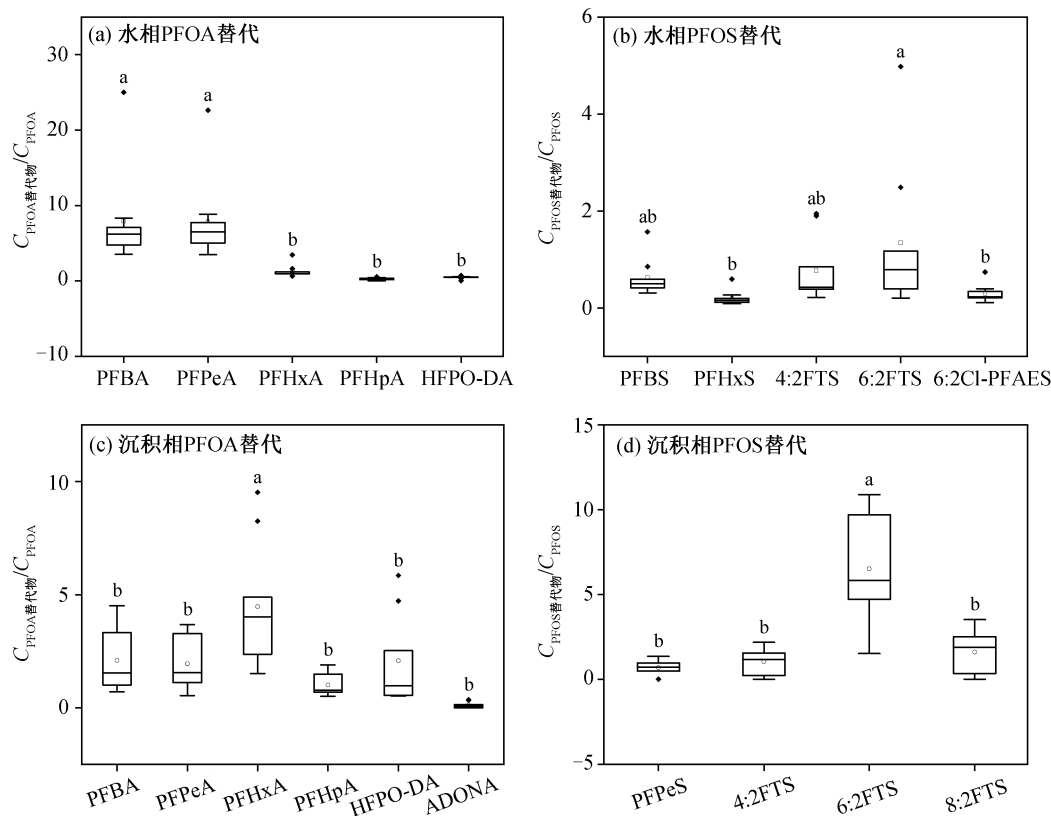 (a) 水相PFOA替代
30
20
10
0
−10
C_PFOA替代物/C_PFOA
a
a
b
b
b
PFBA
PFPeA
PFHxA
PFHpA
HFPO-DA
(b) 水相PFOS替代
6
4
2
0
C_PFOS替代物/C_PFOS
ab
b
ab
a
b
PFBS
PFHxS
4:2FTS
6:2FTS
6:2Cl-PFAES
(c) 沉积相PFOA替代
10
5
0
C_PFOA替代物/C_PFOA
b
b
a
b
b
b
PFBA
PFPeA
PFHxA
PFHpA
HFPO-DA
ADONA
(d) 沉积相PFOS替代
15
10
5
0
−5
C_PFOS替代物/C_PFOS
b
b
a
b
PFPeS
4:2FTS
6:2FTS
8:2FTS